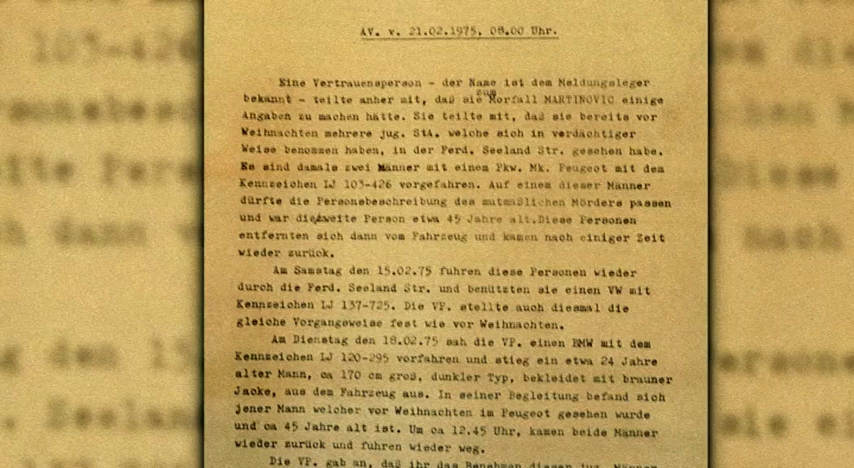 AV. v. 21.02.1975, 08.00 Uhr.
Eine Vertrauensperson - der Name ist dem Meldungsleger
bekannt - teilte anher mit, daß sie zum Morfall MARTINOVIC einige
Angaben zu machen hätte. Sie teilte mit, daß sie bereits vor
Weihnachten mehrere jug. StA. welche sich in verdächtiger
Weise benommen haben, in der Ferd. Seeland Str. gesehen habe.
Es sind damals zwei Männer mit einem Pkw. Mk. Peugeot mit dem
Kennzeichen LJ 103-426 vorgefahren. Auf einem dieser Männer
dürfte die Personsbeschreibung des mutmaßlichen Mörders passen
und war die zweite Person etwa 45 Jahre alt.Diese Personen
entfernten sich dann vom Fahrzeug und kamen nach einiger Zeit
wieder zurück.
Am Samstag den 15.02.75 fuhren diese Personen wieder
durch die Ferd. Seeland Str. und benützten sie einen VW mit
Kennzeichen LJ 137-725. Die VP. stellte auch diesmal die
gleiche Vorgangsweise fest wie vor Weihnachten.
Am Dienstag den 18.02.75 sah die VP. einen BMW mit dem
Kennzeichen LJ 120-295 vorfahren und stieg ein etwa 24 Jahre
alter Mann, ca 170 cm groß, dunkler Typ, bekleidet mit brauner
Jacke, aus dem Fahrzeug aus. In seiner Begleitung befand sich
jener Mann welcher vor Weihnachten im Peugeot gesehen wurde
und ca 45 Jahre alt ist. Um ca 12.45 Uhr, kamen beide Männer
wieder zurück und fuhren wieder weg.
Die VP. gab an, daß ihr das Benehmen dieser jug. Männer